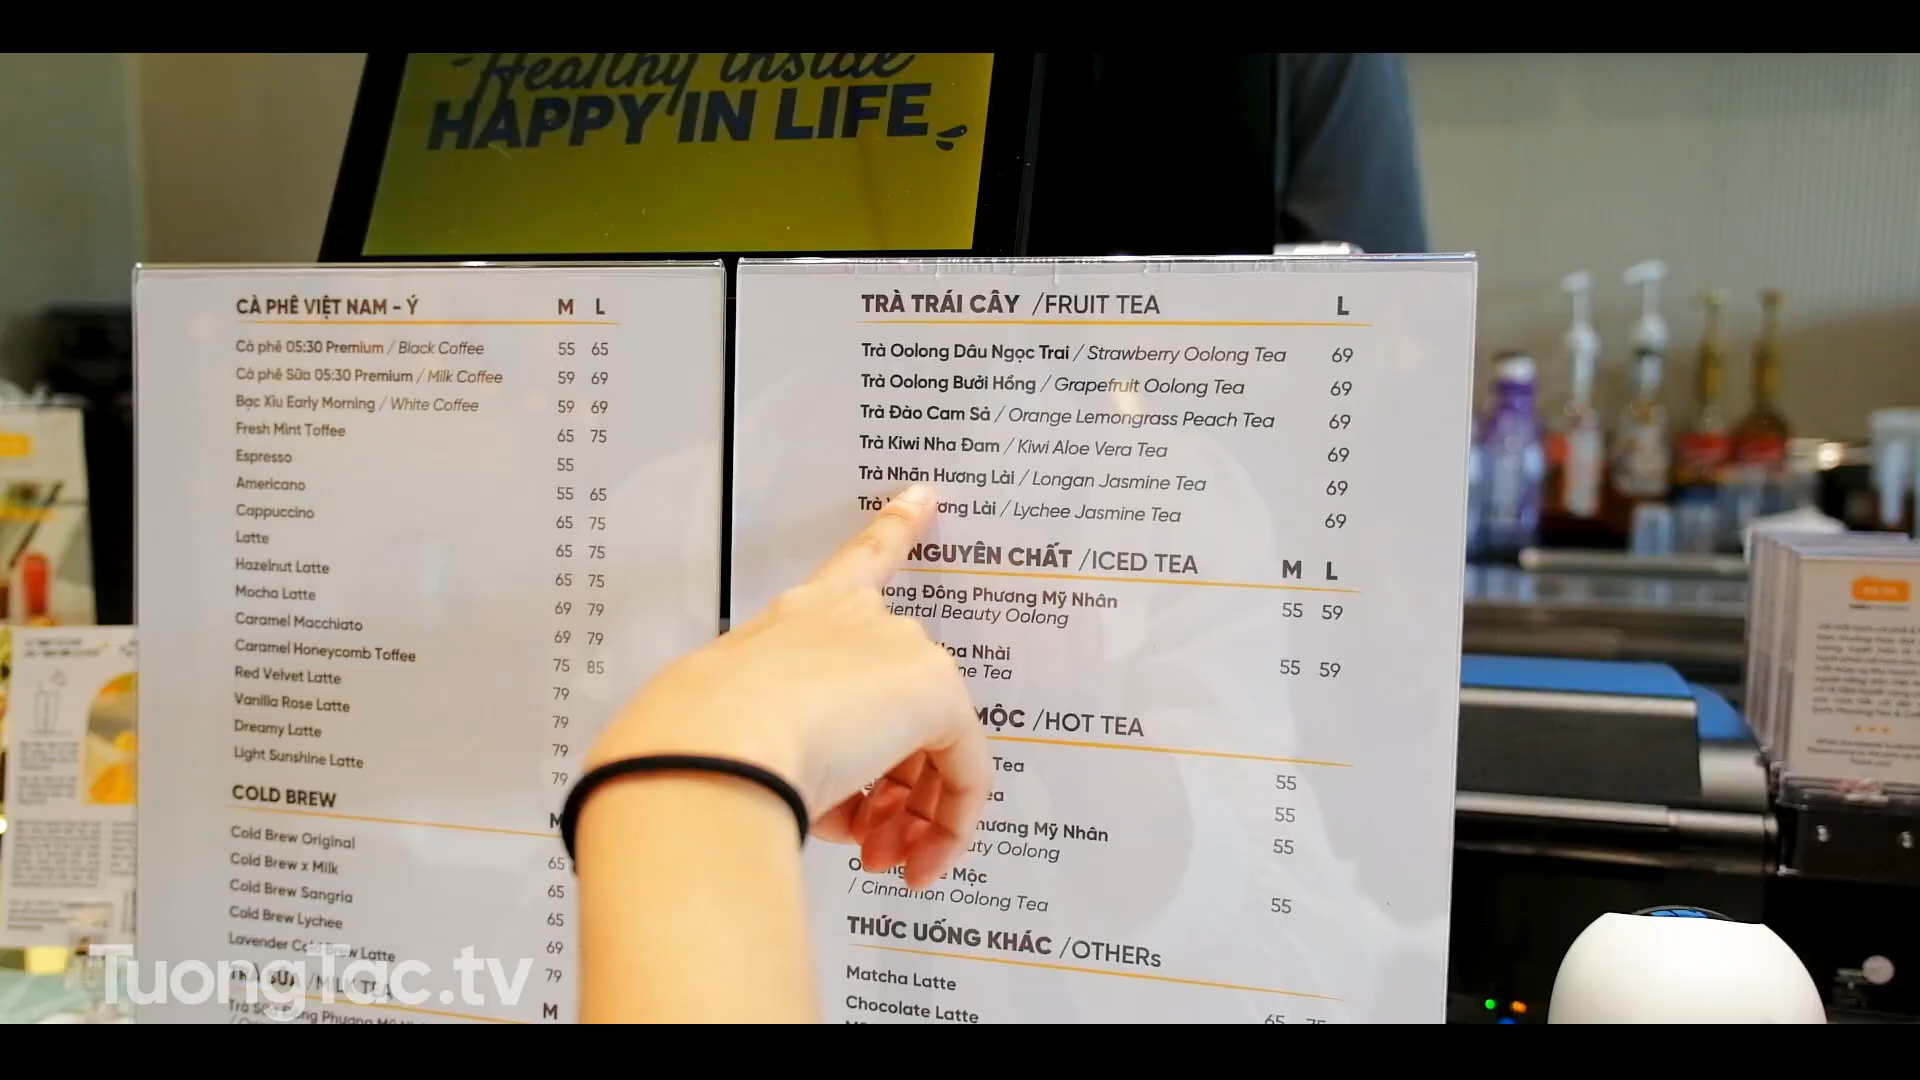 Healthy inside
HAPPY IN LIFE
CÀ PHÊ VIỆT NAM - Ý M L
Cà phê 05:30 Premium / Black Coffee 55 65
Cà phê Sữa 05:30 Premium / Milk Coffee 59 69
Bạc Xỉu Early Morning / White Coffee 59 69
Fresh Mint Toffee 65 75
Espresso 55
Americano 55 65
Cappuccino 65 75
Latte 65 75
Hazelnut Latte 65 75
Mocha Latte 69 79
Caramel Macchiato 69 79
Caramel Honeycomb Toffee 75 85
Red Velvet Latte 79
Vanilla Rose Latte 79
Dreamy Latte 79
Light Sunshine Latte 79
COLD BREW M
Cold Brew Original 65
Cold Brew x Milk 65
Cold Brew Sangria 65
Cold Brew Lychee 69
Lavender Cold Brew Latte 79
TRÀ SỮA /MILK TEA M
TRÀ TRÁI CÂY /FRUIT TEA L
Trà Oolong Dâu Ngọc Trai / Strawberry Oolong Tea 69
Trà Oolong Bưởi Hồng / Grapefruit Oolong Tea 69
Trà Đào Cam Sả / Orange Lemongrass Peach Tea 69
Trà Kiwi Nha Đam / Kiwi Aloe Vera Tea 69
Trà Nhãn Hương Lài / Longan Jasmine Tea 69
Trà Lài / Lychee Jasmine Tea 69
NGUYÊN CHẤT /ICED TEA M L
Đông Phương Mỹ Nhân 55 59
Beauty Oolong
Nhài 55 59
Tea
MỘC /HOT TEA
Tea 55
55
Mỹ Nhân 55
Oolong
Mộc
/ Cinnamon Oolong Tea 55
THỨC UỐNG KHÁC /OTHERs
Matcha Latte
Chocolate Latte 65 75
TuongTac.tv